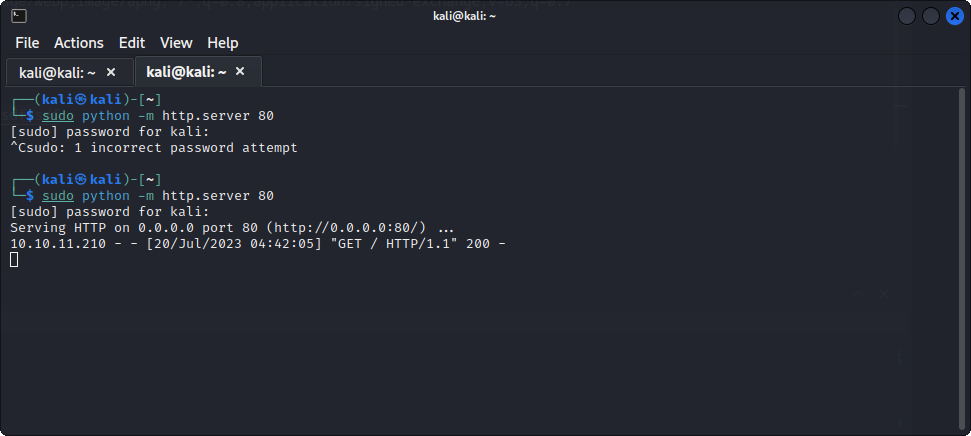 kali@kali: ~
File Actions Edit View Help
kali@kali: ~ × kali@kali: ~ ×
┌──(kali㉿kali)-[~]
└─$ sudo python -m http.server 80
[sudo] password for kali:
^Csudo: 1 incorrect password attempt
┌──(kali㉿kali)-[~]
└─$ sudo python -m http.server 80
[sudo] password for kali:
Serving HTTP on 0.0.0.0 port 80 (http://0.0.0.0:80/) ...
10.10.11.210 - - [20/Jul/2023 04:42:05] "GET / HTTP/1.1" 200 -